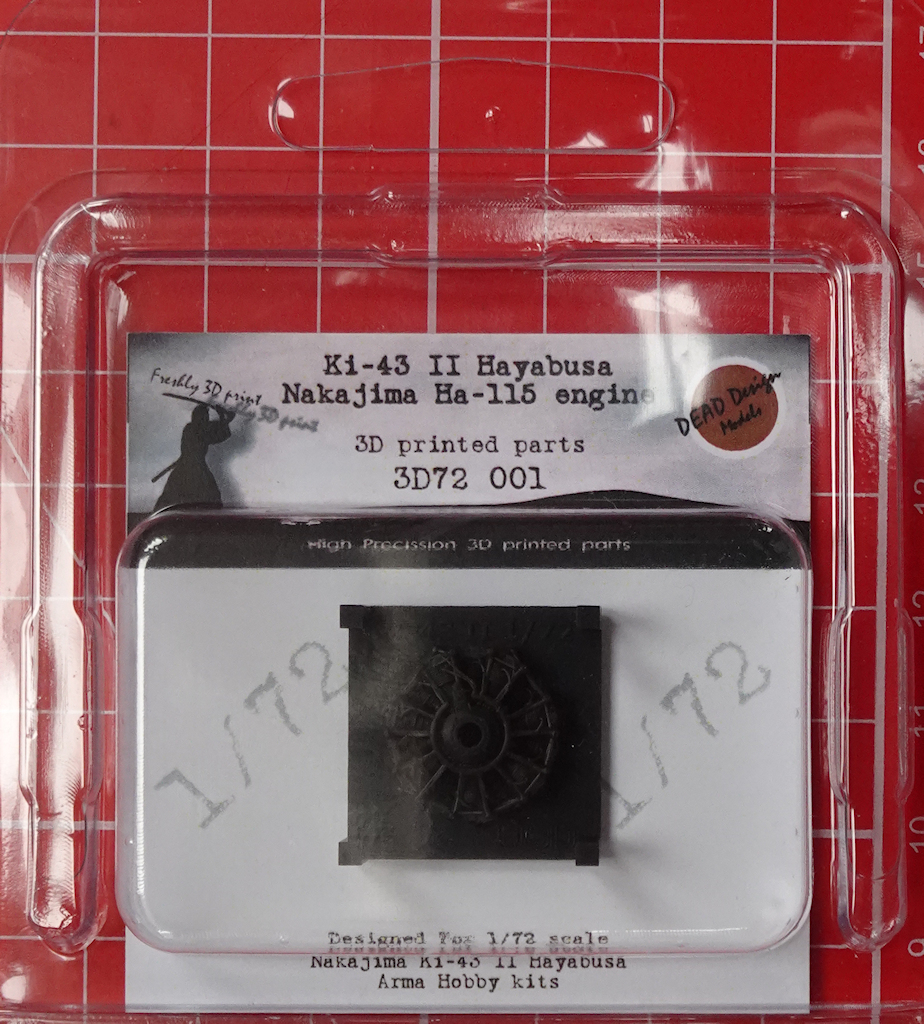 Ki-43 II Hayabusa
Nakajima Ha-115 engine
Freshly 3D print
DEAD Design
Models
3D printed parts
3D72 001
High Precission 3D printed parts
1/72
1/72
Designed for 1/72 scale
Nakajima Ki-43 II Hayabusa
Arma Hobby kits